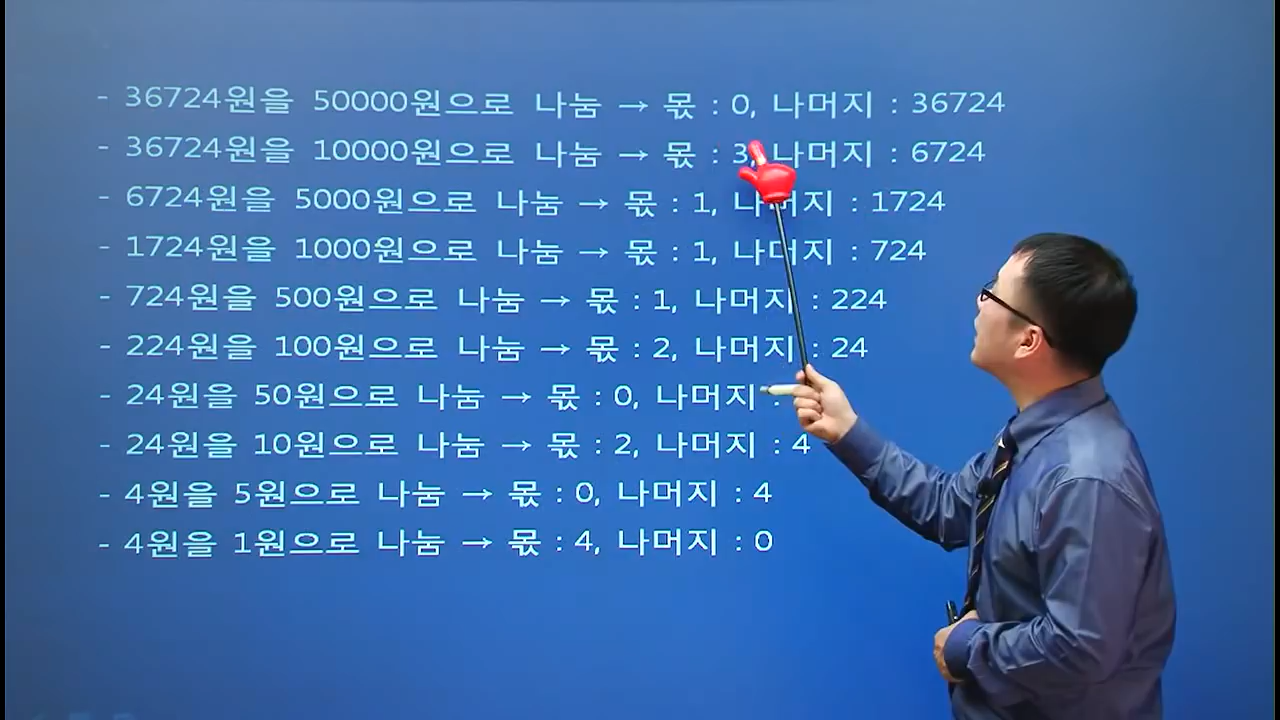 - 36724원을 50000원으로 나눔 → 몫 : 0, 나머지 : 36724
- 36724원을 10000원으로 나눔 → 몫 : 3, 나머지 : 6724
- 6724원을 5000원으로 나눔 → 몫 : 1, 나머지 : 1724
- 1724원을 1000원으로 나눔 → 몫 : 1, 나머지 : 724
- 724원을 500원으로 나눔 → 몫 : 1, 나머지 : 224
- 224원을 100원으로 나눔 → 몫 : 2, 나머지 : 24
- 24원을 50원으로 나눔 → 몫 : 0, 나머지 :
- 24원을 10원으로 나눔 → 몫 : 2, 나머지 : 4
- 4원을 5원으로 나눔 → 몫 : 0, 나머지 : 4
- 4원을 1원으로 나눔 → 몫 : 4, 나머지 : 0